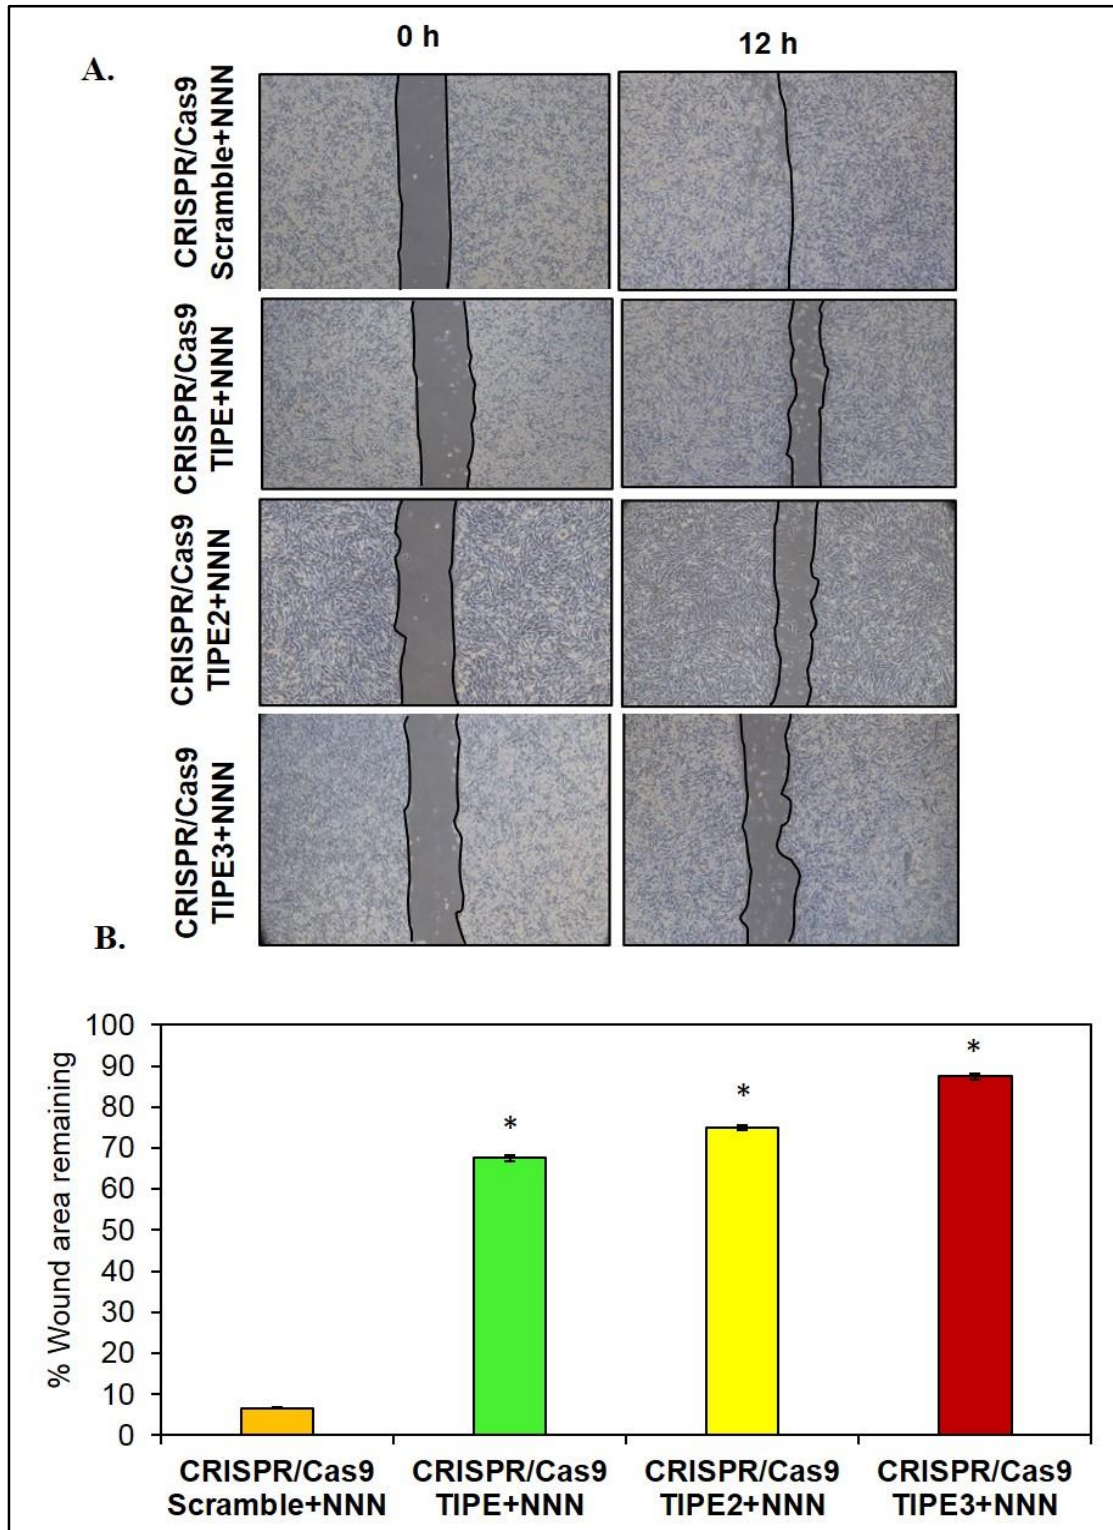 0 h
12 h
A.
CRISPR/Cas9
Scramble+NNN
CRISPR/Cas9
TIPE+NNN
CRISPR/Cas9
TIPE2+NNN
CRISPR/Cas9
TIPE3+NNN
B.
% Wound area remaining
100
90
80
70
60
50
40
30
20
10
0
*
*
*
CRISPR/Cas9
Scramble+NNN
CRISPR/Cas9
TIPE+NNN
CRISPR/Cas9
TIPE2+NNN
CRISPR/Cas9
TIPE3+NNN